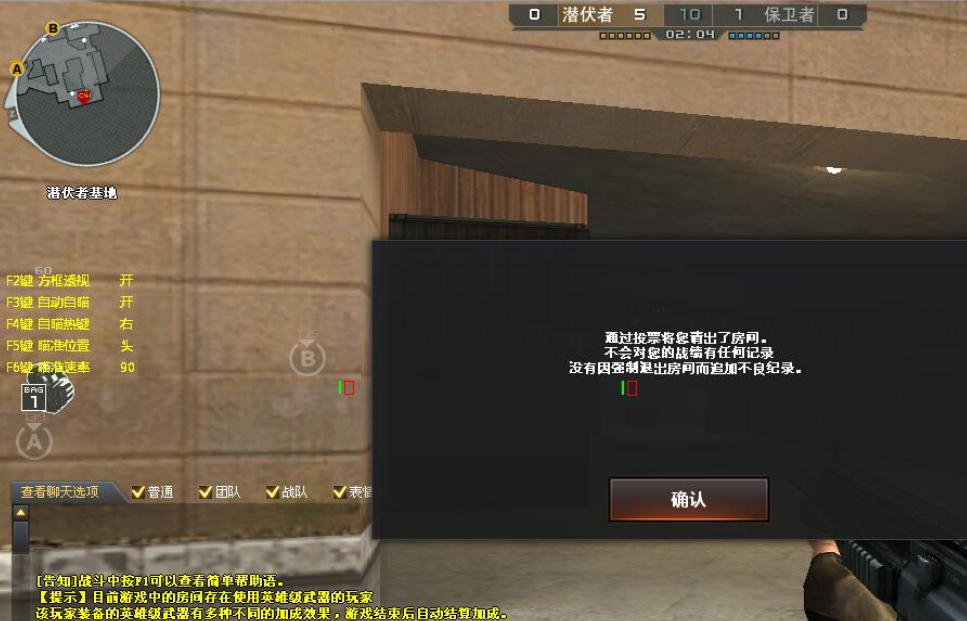 0 潜伏者 5 10 1 保卫者 0
02:04
B
A
C4
潜伏者基地
60
F2键 方框透视 开
F3键 自动自瞄 开
F4键 自瞄热键 右
F5键 瞄准位置 头
F6键 瞄准速率 90
BAG
1
A
B
通过投票将您请出了房间。
不会对您的战绩有任何记录
没有因强制退出房间而追加不良纪录。
确认
查看聊天选项 普通 团队 战队 表情
[告知]战斗中按F1可以查看简单帮助语。
【提示】目前游戏中的房间存在使用英雄级武器的玩家
该玩家装备的英雄级武器有多种不同的加成效果，游戏结束后自动结算加成。